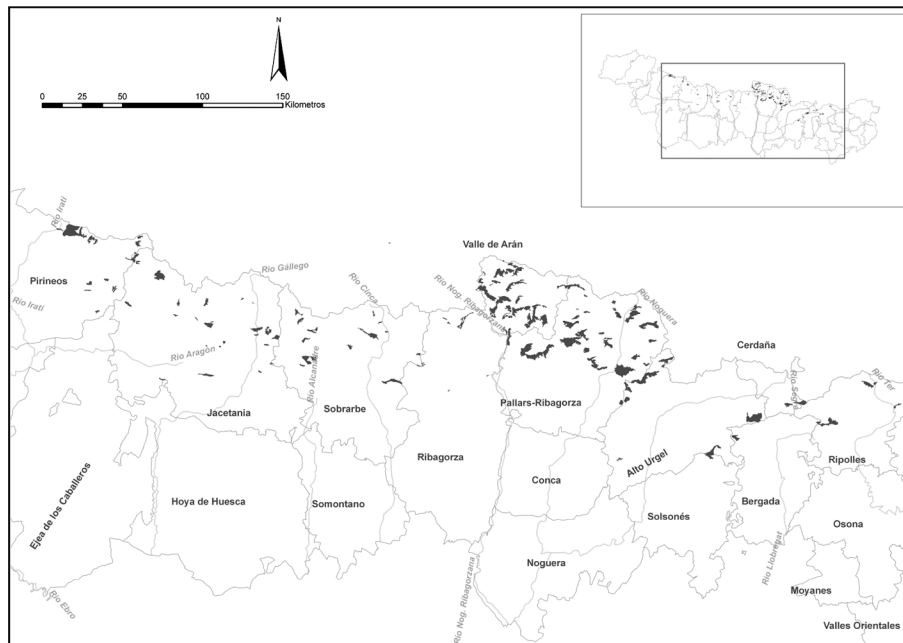 N
0 25 50 100 150
Kilometros
Río Irati
Valle de Arán
Río Gállego
Pirineos
Río Cinca
Río Nog. Ribagorzana
Río Noguera
Río Irati
Cerdaña
Río Aragón
Río Alcanadre
Río Segre
Río Ter
Jacetania
Sobrarbe
Pallars-Ribagorza
Ribagorza
Alto Urgel
Ripolles
Ejea de los Caballeros
Hoya de Huesca
Somontano
Conca
Solsonés
Bergada
Osona
Río Llobregat
Noguera
Río Nog. Ribagorzana
Moyanes
Río Ebro
Valles Orientales